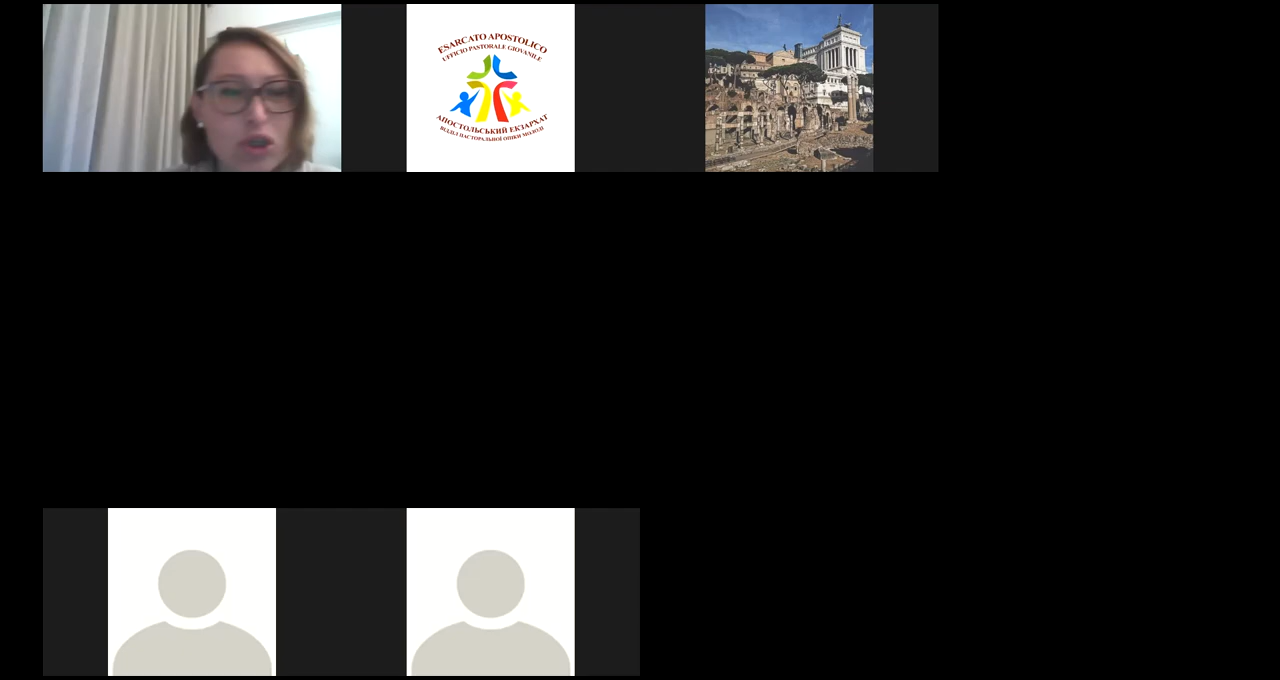 ESARCATO APOSTOLICO
UFFICIO PASTORALE GIOVANILE
АПОСТОЛЬСЬКИЙ ЕКЗАРХАТ
ВІДДІЛ ПАСТОРАЛЬНОЇ ОПІКИ МОЛОДІ